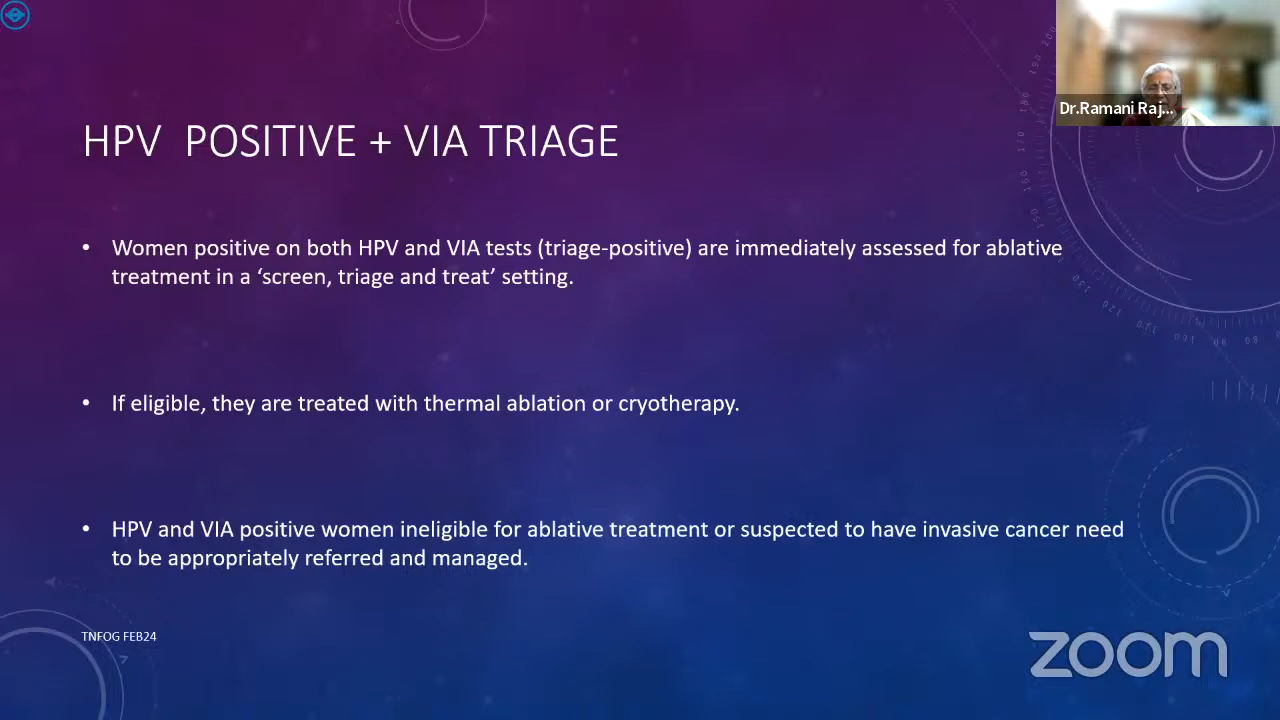 Dr.Ramani Raj...
HPV POSITIVE + VIA TRIAGE
• Women positive on both HPV and VIA tests (triage-positive) are immediately assessed for ablative
treatment in a ‘screen, triage and treat’ setting.
• If eligible, they are treated with thermal ablation or cryotherapy.
• HPV and VIA positive women ineligible for ablative treatment or suspected to have invasive cancer need
to be appropriately referred and managed.
TNFOG FEB24
zoom